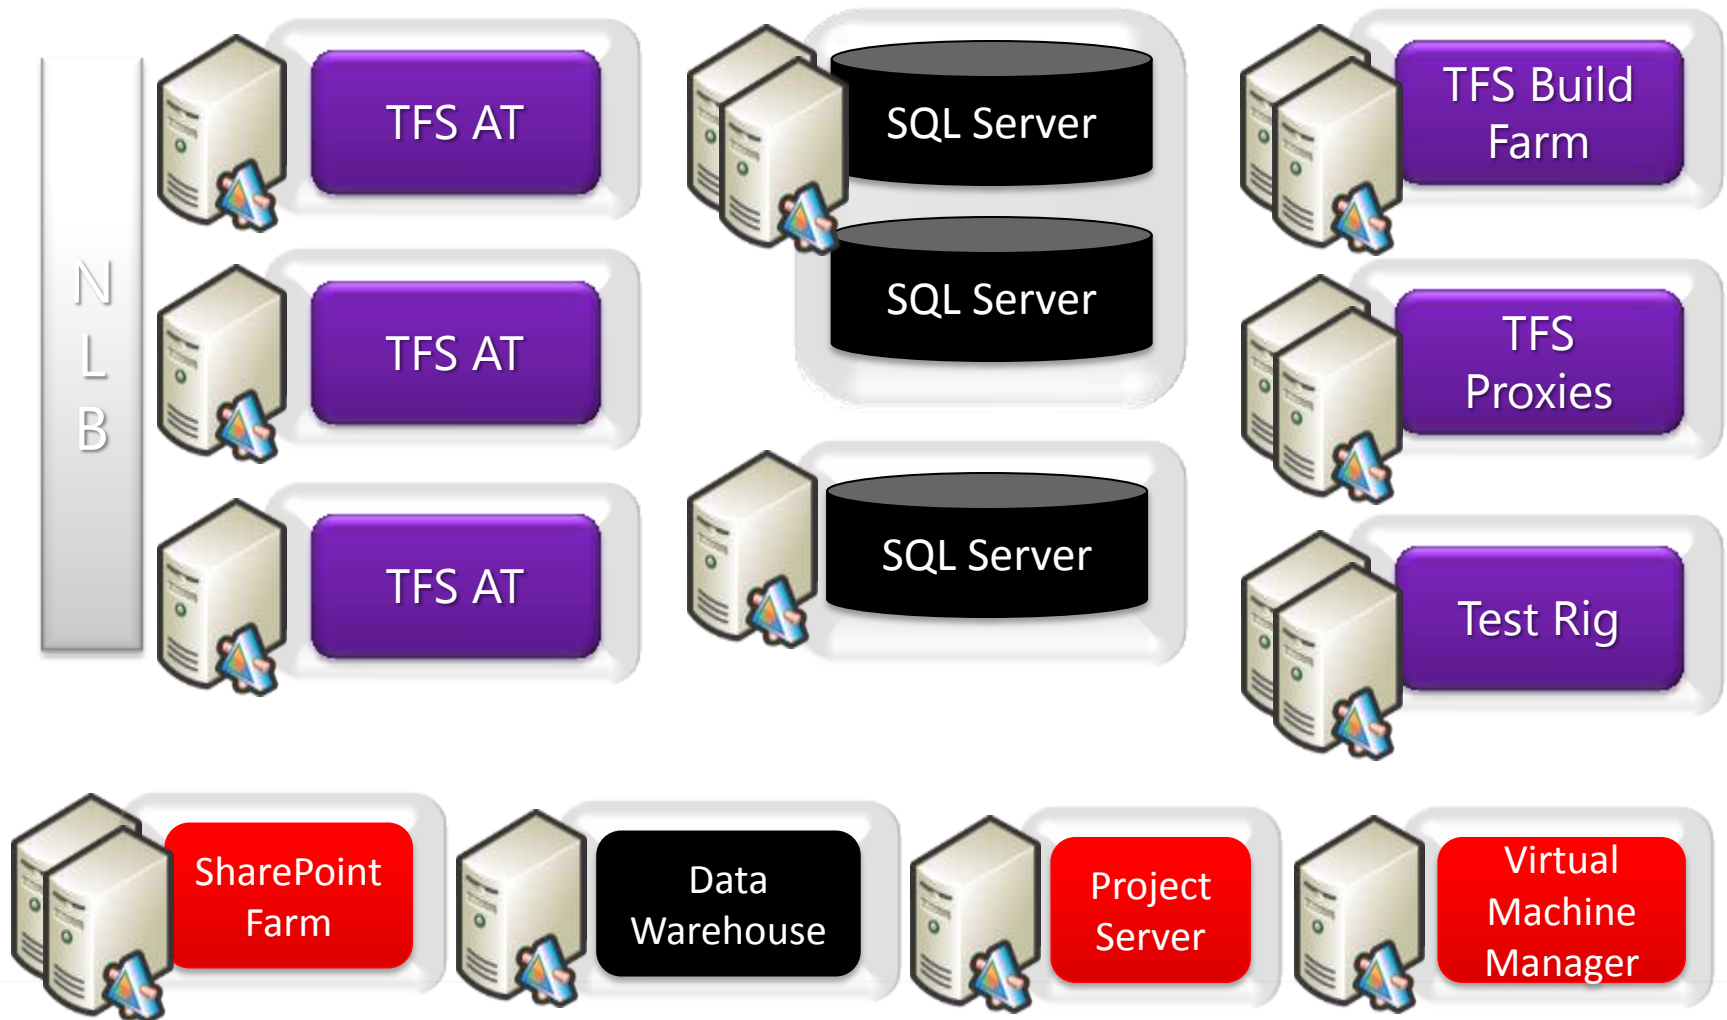 N
L
B
TFS AT
TFS AT
TFS AT
SQL Server
SQL Server
SQL Server
TFS Build
Farm
TFS
Proxies
Test Rig
SharePoint
Farm
Data
Warehouse
Project
Server
Virtual
Machine
Manager